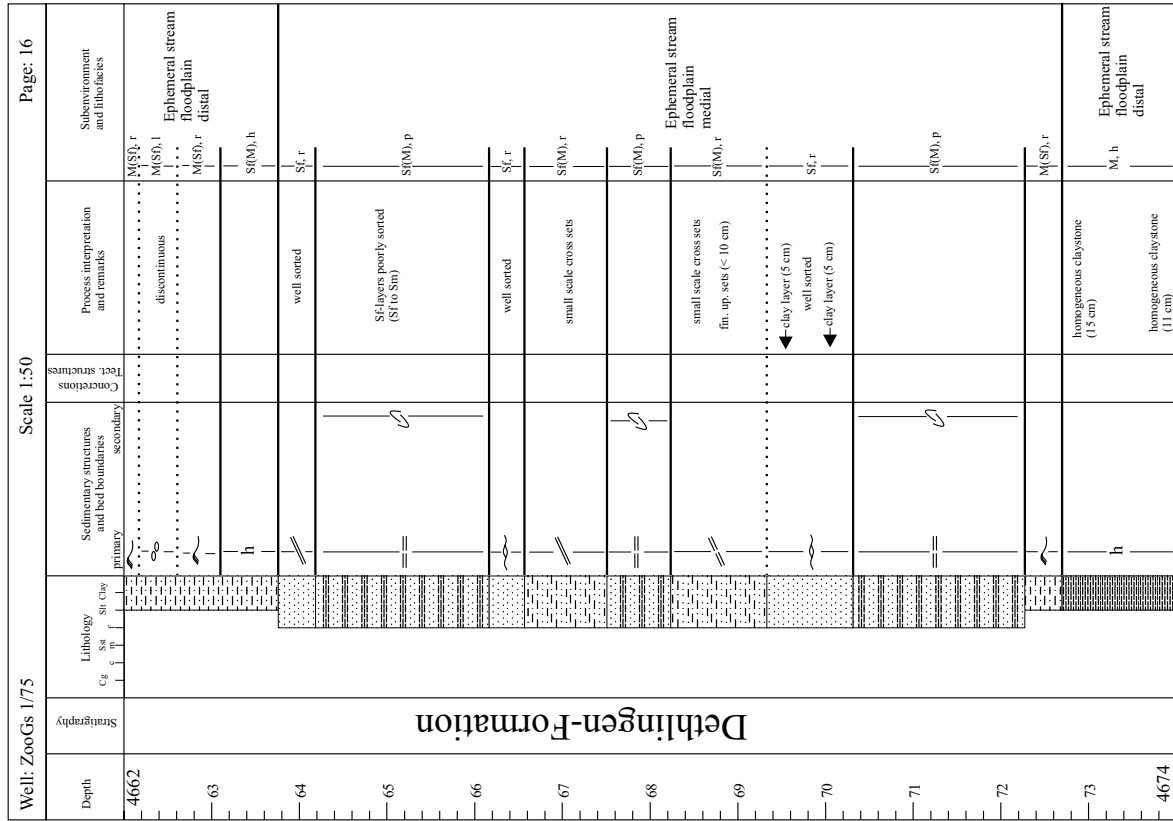 Well: ZooGs 1/75
Scale 1:50
Page: 16
Depth
Stratigraphy
Lithology
Cg c m f Slt Clay
Sst
Sedimentary structures
and bed boundaries
primary
secondary
Concretions
Tect. structures
Process interpretation
and remarks
Subenvironment
and lithofacies
4662
63
64
65
66
67
68
69
70
71
72
73
4674
Dethlingen-Formation
h
h
discontinuous
well sorted
Sf-layers poorly sorted
(Sf to Sm)
well sorted
small scale cross sets
small scale cross sets
fin. up. sets (< 10 cm)
clay layer (5 cm)
well sorted
clay layer (5 cm)
homogeneous claystone
(15 cm)
homogeneous claystone
(11 cm)
M(Sf), r
M(Sf), l
M(Sf), r
Sf(M), h
Sf, r
Sf(M), p
Sf, r
Sf(M), r
Sf(M), p
Sf(M), r
Sf, r
Sf(M), p
M(Sf), r
M, h
Ephemeral stream
floodplain
distal
Ephemeral stream
floodplain
medial
Ephemeral stream
floodplain
distal